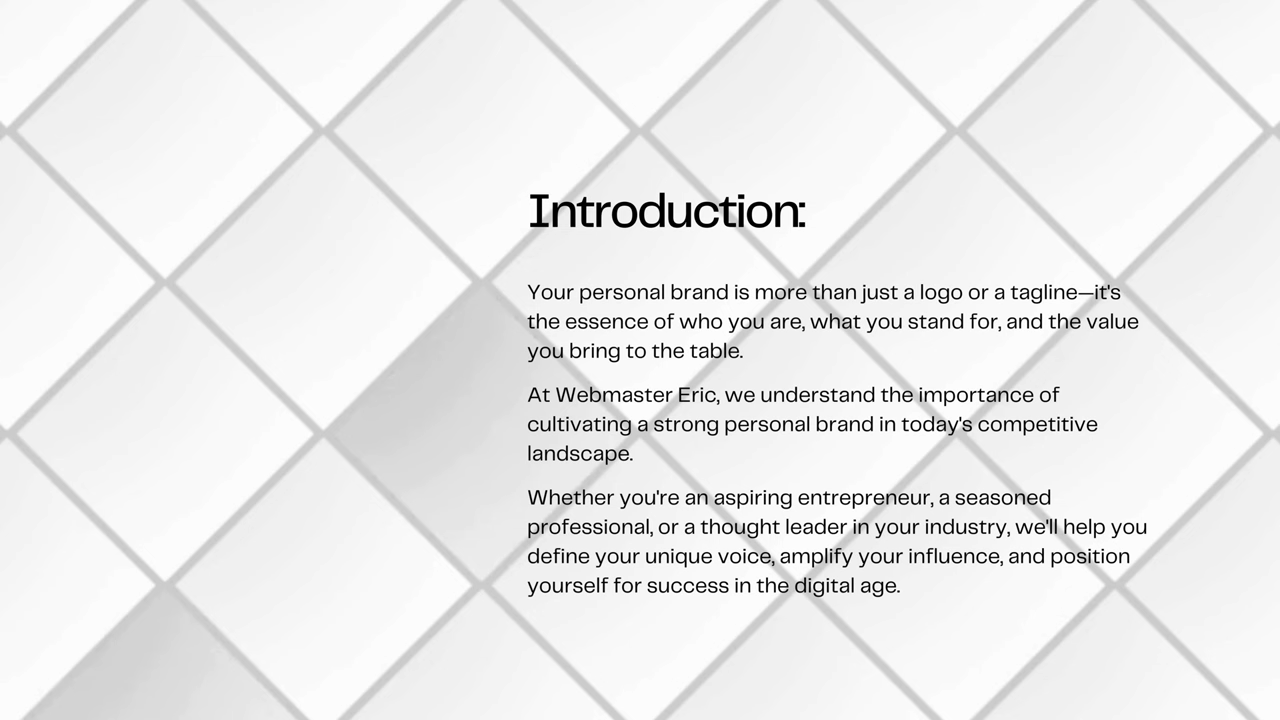 Introduction:
Your personal brand is more than just a logo or a tagline—it's
the essence of who you are, what you stand for, and the value
you bring to the table.
At Webmaster Eric, we understand the importance of
cultivating a strong personal brand in today's competitive
landscape.
Whether you're an aspiring entrepreneur, a seasoned
professional, or a thought leader in your industry, we'll help you
define your unique voice, amplify your influence, and position
yourself for success in the digital age.